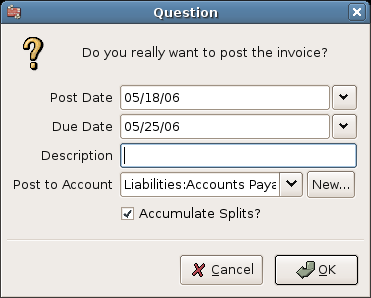 Question
Do you really want to post the invoice?
Post Date 05/18/06
Due Date 05/25/06
Description
Post to Account Liabilities:Accounts Paya New...
Accumulate Splits?
Cancel OK